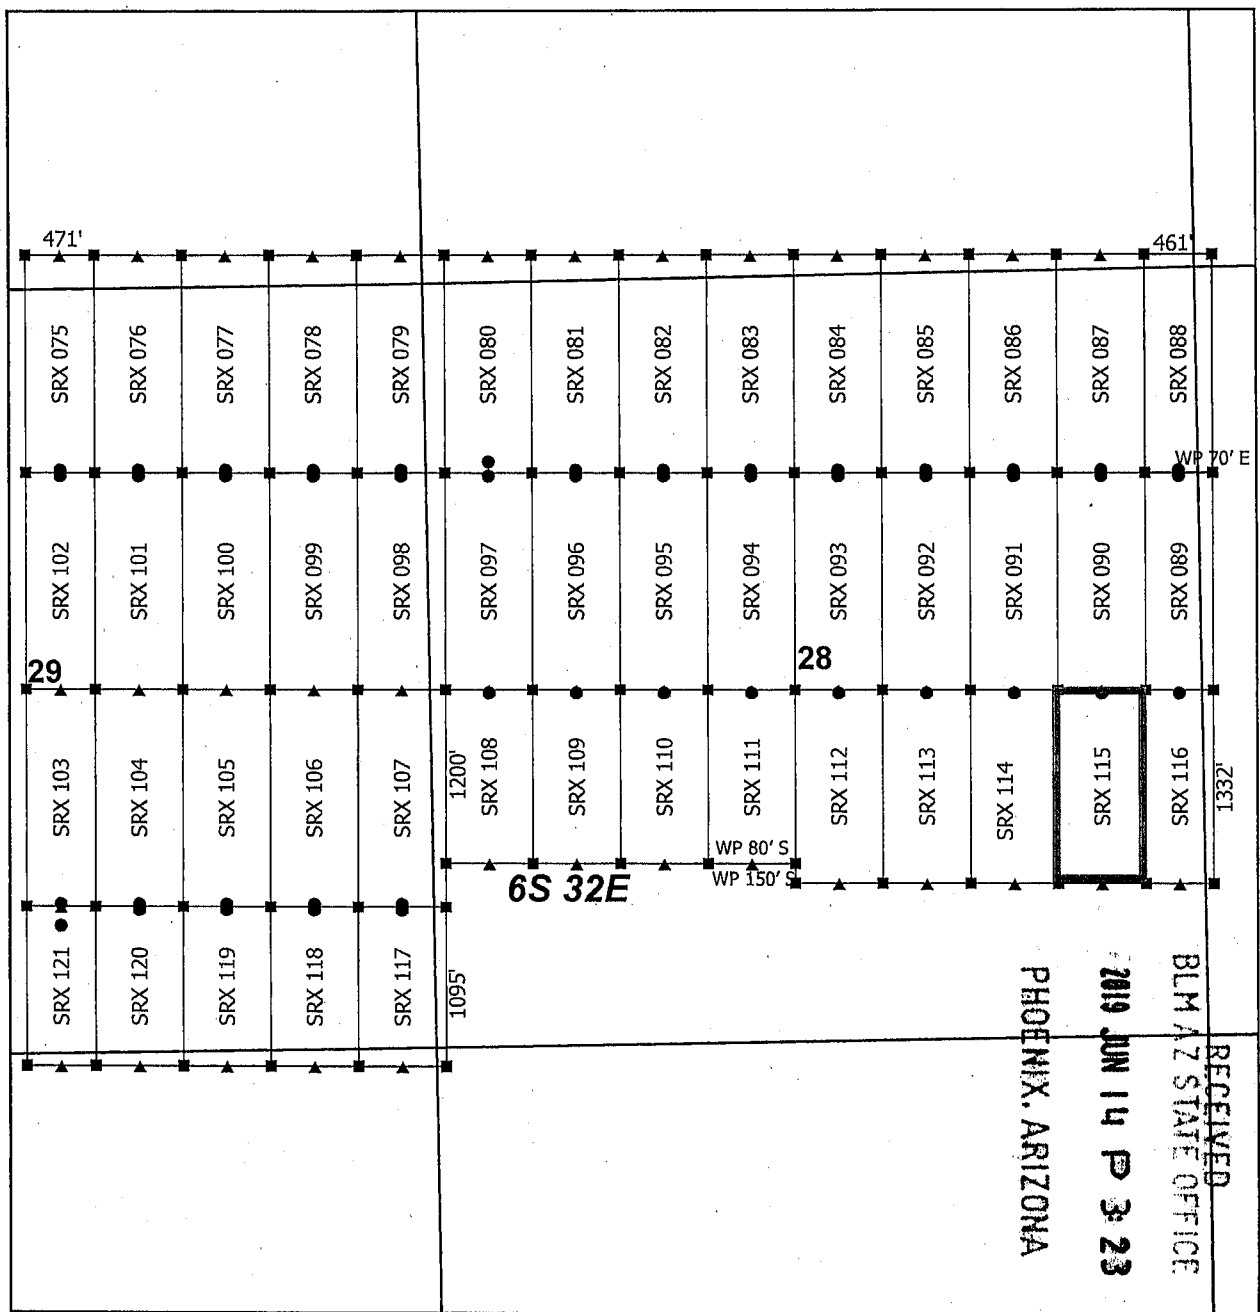 471'
461'
SRX 075
SRX 076
SRX 077
SRX 078
SRX 079
SRX 080
SRX 081
SRX 082
SRX 083
SRX 084
SRX 085
SRX 086
SRX 087
SRX 088
WP 70' E
SRX 102
SRX 101
SRX 100
SRX 099
SRX 098
SRX 097
SRX 096
SRX 095
SRX 094
SRX 093
SRX 092
SRX 091
SRX 090
SRX 089
29
28
SRX 103
SRX 104
SRX 105
SRX 106
SRX 107
1200'
SRX 108
SRX 109
SRX 110
SRX 111
SRX 112
SRX 113
SRX 114
SRX 115
SRX 116
1332'
WP 80' S
WP 150' S
6S 32E
SRX 121
SRX 120
SRX 119
SRX 118
SRX 117
1095'
RECEIVED
BLM AZ STATE OFFICE
2019 JUN 14 P 3:23
PHOENIX, ARIZONA